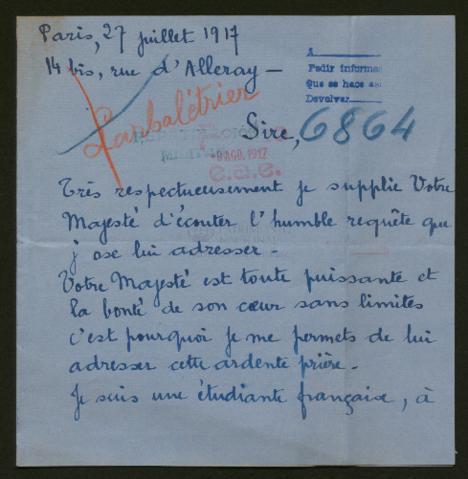 Paris, 27 juillet 1917
14 bis, rue d'Alleray —
A
Pedir informe
Que se hace
Devolver
Larbalétrier
Sire, 6864
AGO. 1917
Très respectueusement je supplie Votre
Majesté d'écouter l'humble requête que
j'ose lui adresser -
Votre Majesté est toute puissante et
la bonté de son cœur sans limites
c'est pourquoi je me permets de lui
adresser cette ardente prière -
Je suis une étudiante française, à